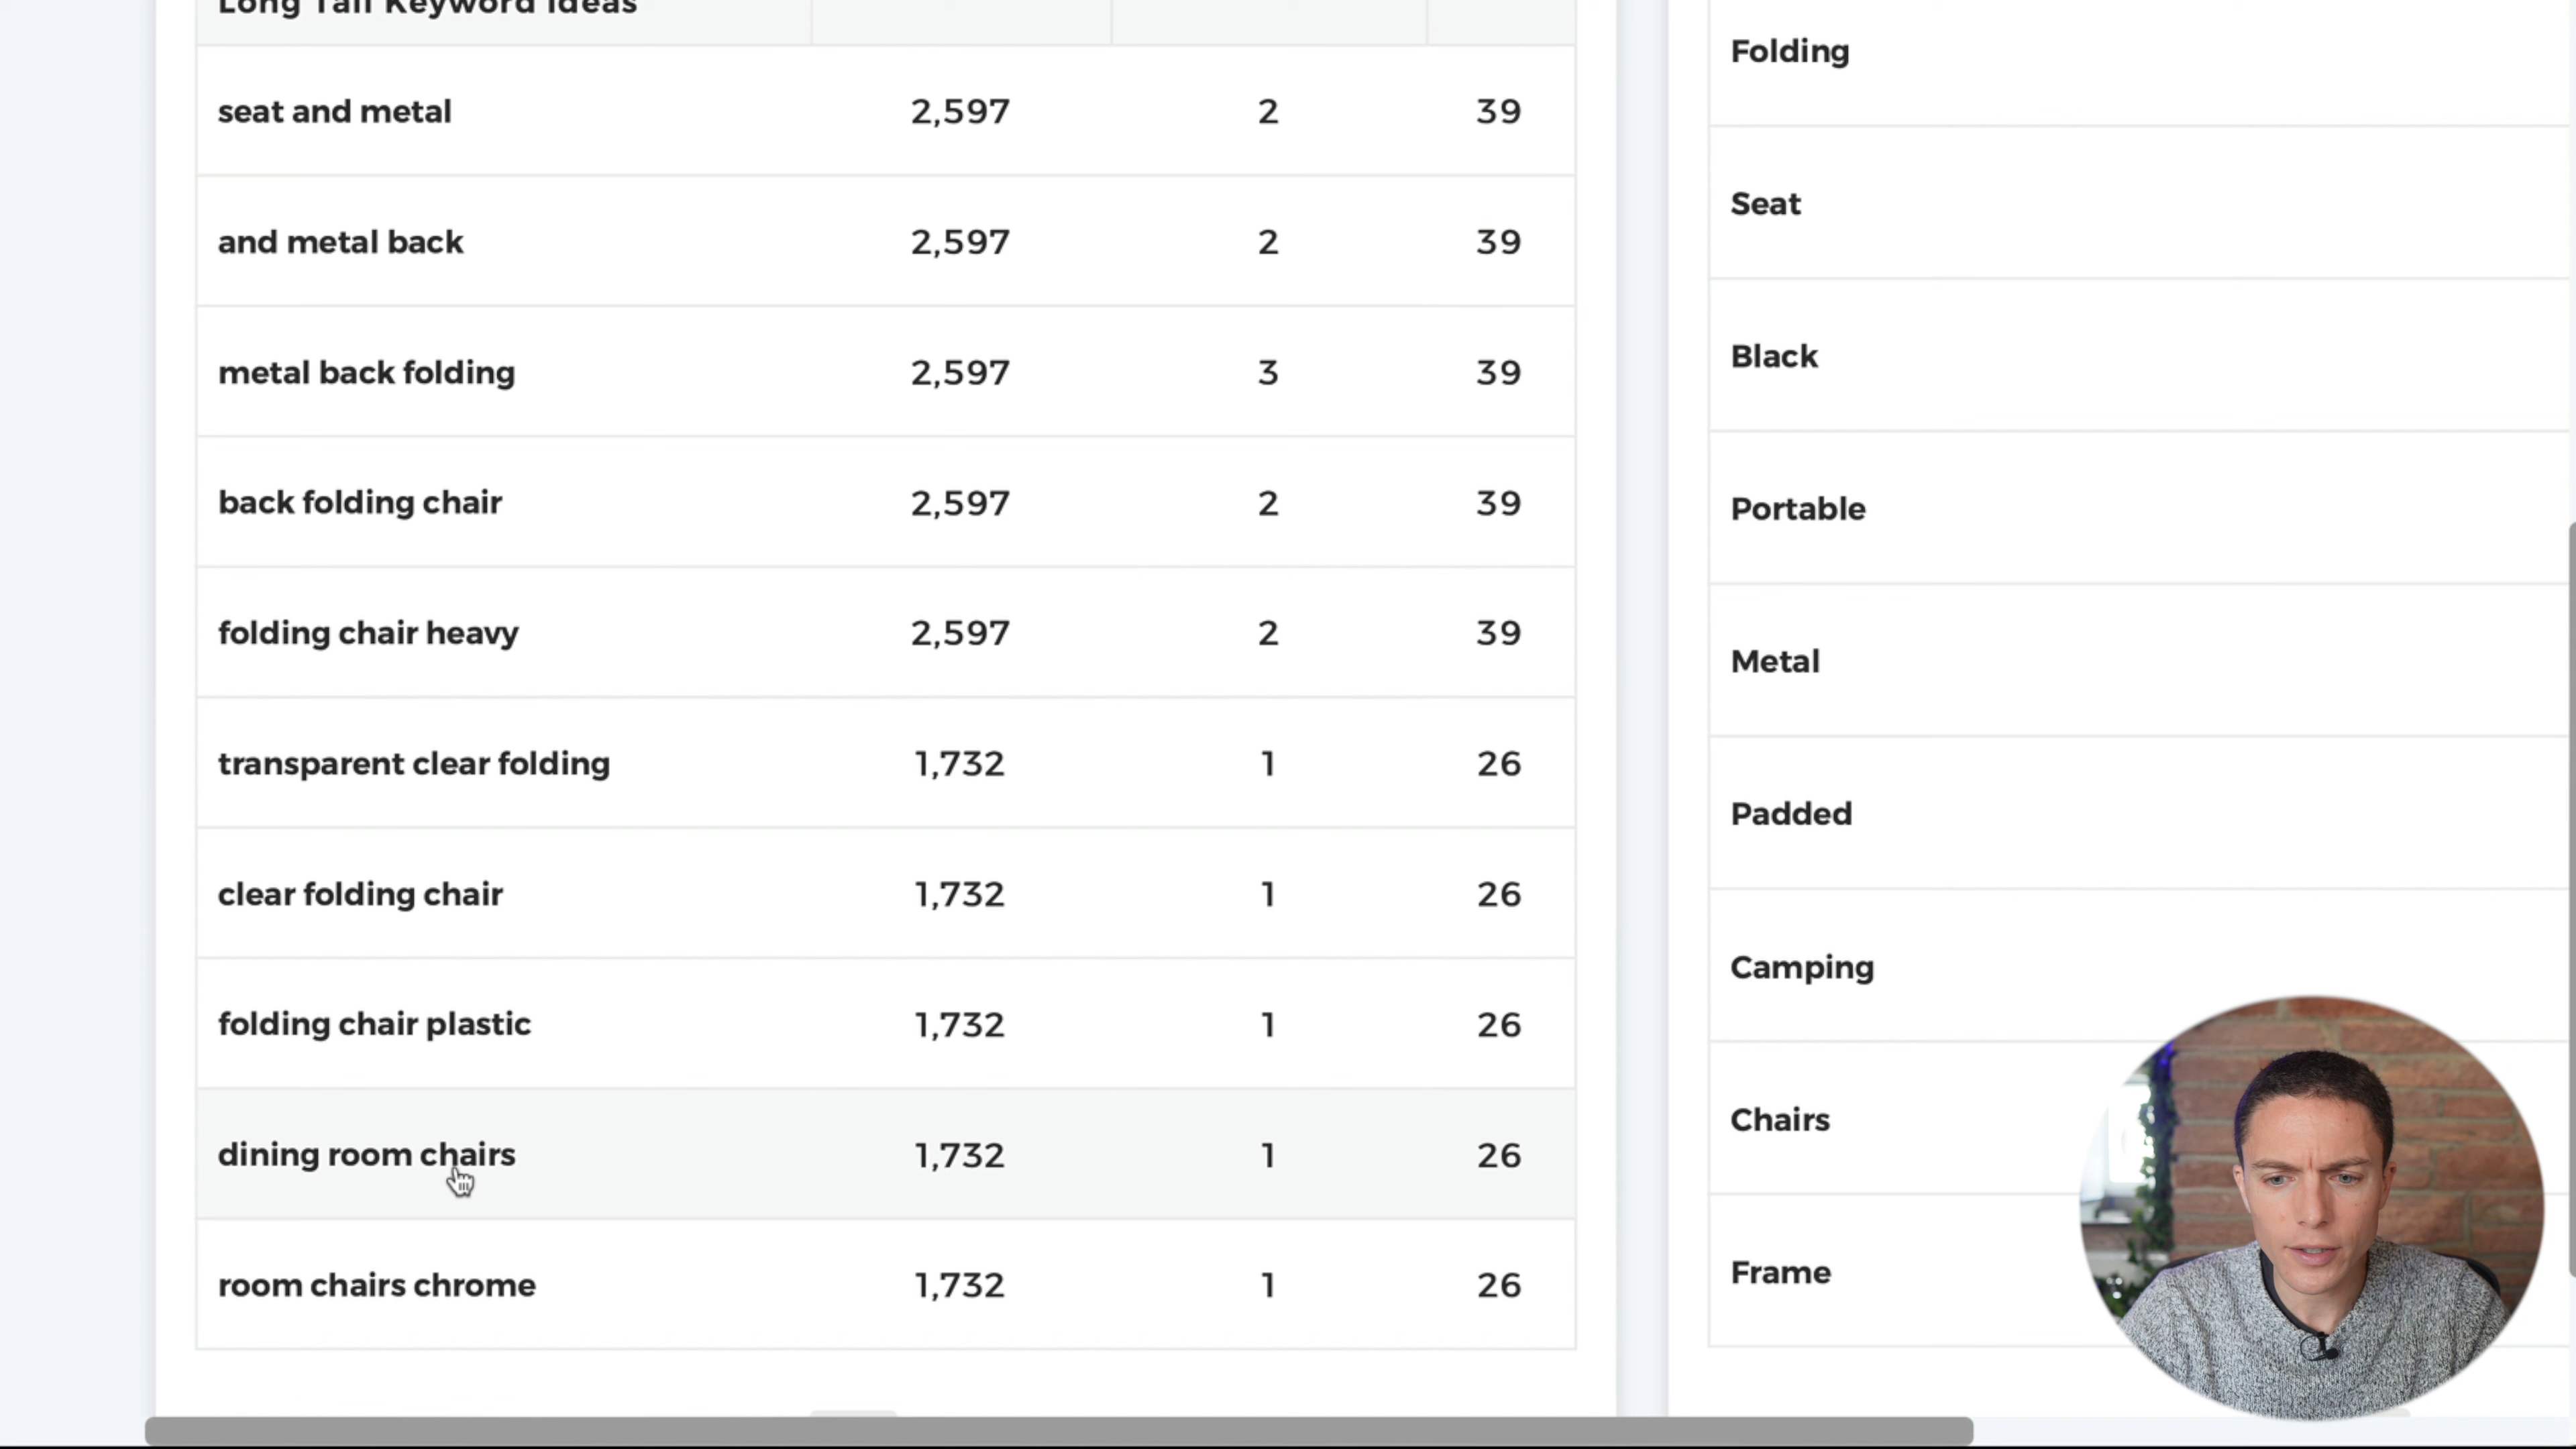 Long Tail Keyword Ideas
seat and metal 2,597 2 39
and metal back 2,597 2 39
metal back folding 2,597 3 39
back folding chair 2,597 2 39
folding chair heavy 2,597 2 39
transparent clear folding 1,732 1 26
clear folding chair 1,732 1 26
folding chair plastic 1,732 1 26
dining room chairs 1,732 1 26
room chairs chrome 1,732 1 26
Folding
Seat
Black
Portable
Metal
Padded
Camping
Chairs
Frame